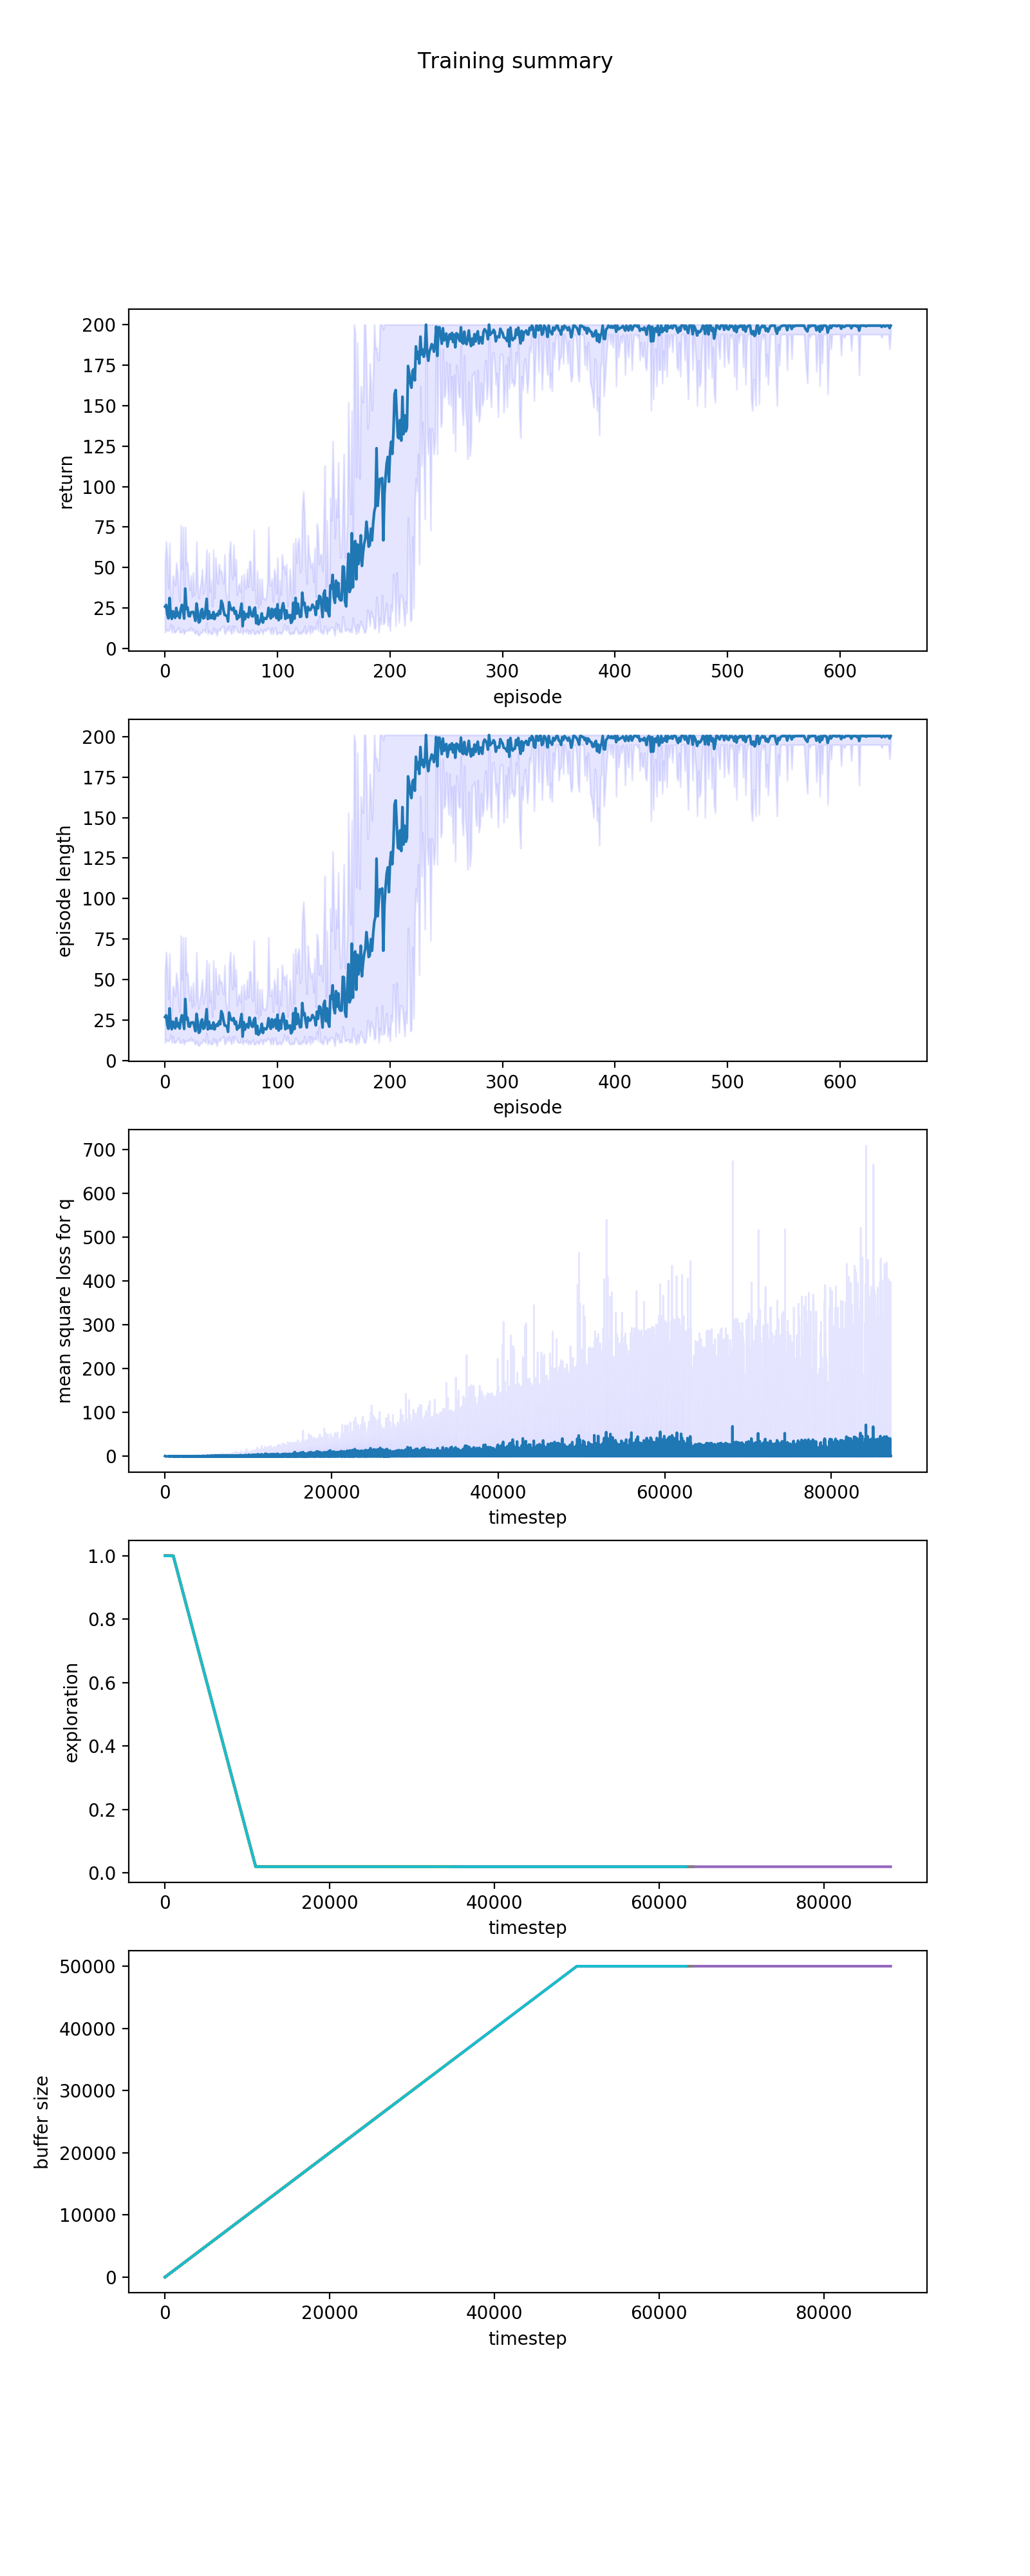 Training summary
200
175
150
125
100
75
50
25
0
return
0 100 200 300 400 500 600
episode
200
175
150
125
100
75
50
25
0
episode length
0 100 200 300 400 500 600
episode
700
600
500
400
300
200
100
0
mean square loss for q
0 20000 40000 60000 80000
timestep
1.0
0.8
0.6
0.4
0.2
0.0
exploration
0 20000 40000 60000 80000
timestep
50000
40000
30000
20000
10000
0
buffer size
0 20000 40000 60000 80000
timestep